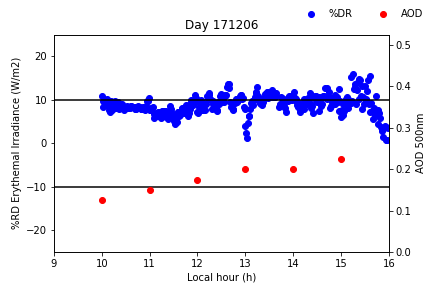 %DR AOD
Day 171206
%RD Erythemal Irradiance (W/m2)
20
10
0
−10
−20
0.5
0.4
0.3
0.2
0.1
0.0
AOD 500nm
9 10 11 12 13 14 15 16
Local hour (h)